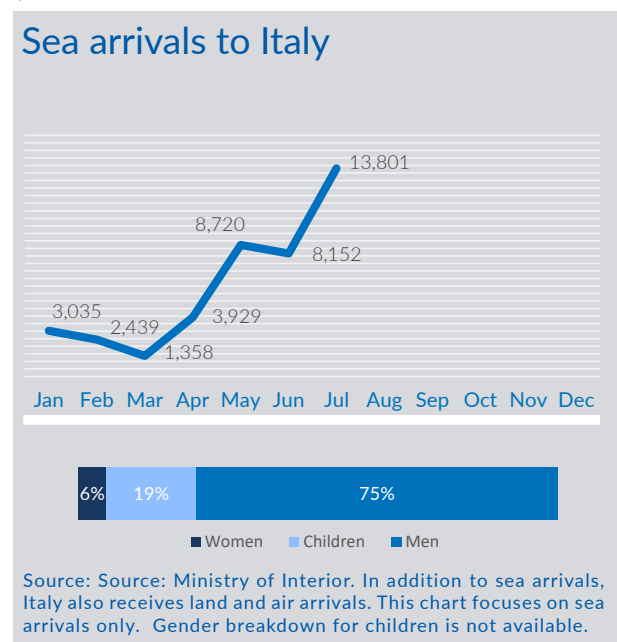 Sea arrivals to Italy
13,801
8,720
8,152
3,035
3,929
2,439
1,358
Jan Feb Mar Apr May Jun Jul Aug Sep Oct Nov Dec
6% 19% 75%
Women Children Men
Source: Source: Ministry of Interior. In addition to sea arrivals,
Italy also receives land and air arrivals. This chart focuses on sea
arrivals only. Gender breakdown for children is not available.